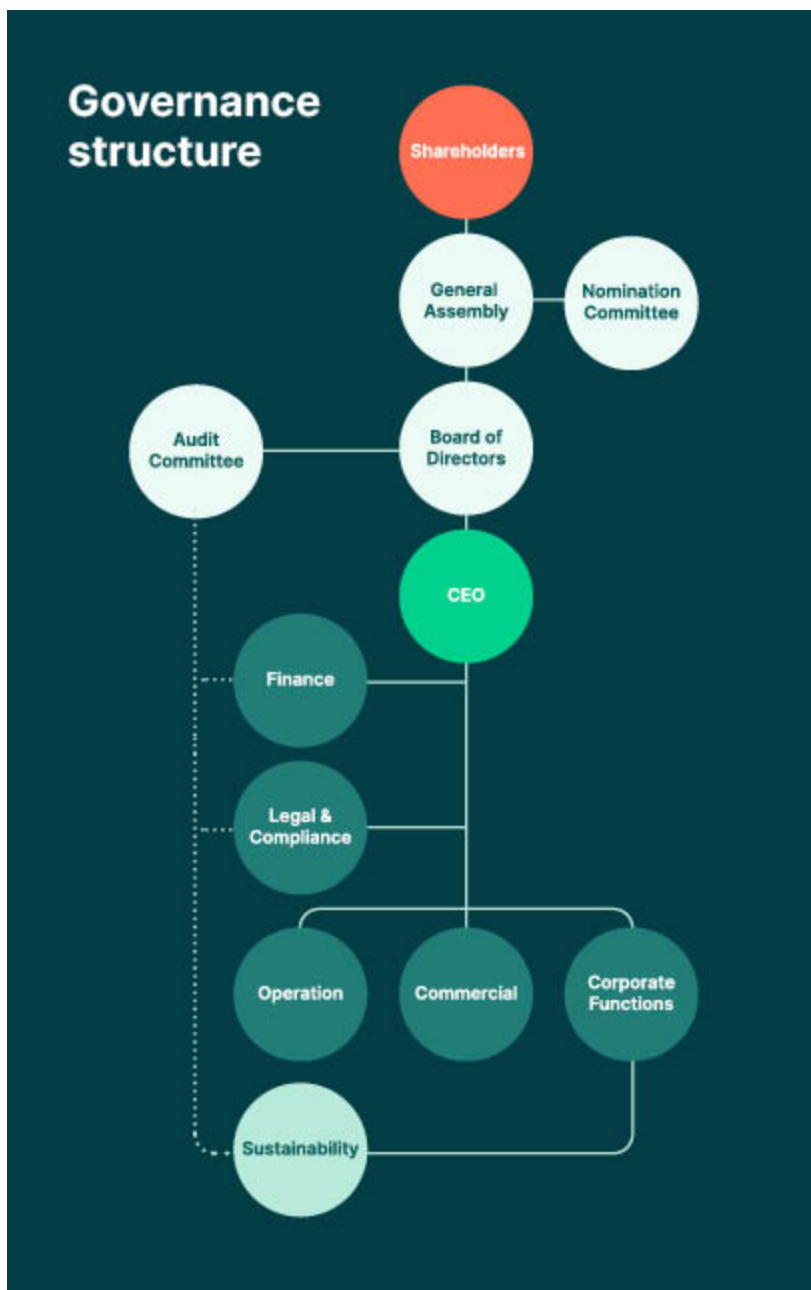 Governance
structure
Shareholders
General
Assembly
Nomination
Committee
Audit
Committee
Board of
Directors
CEO
Finance
Legal &
Compliance
Operation
Commercial
Corporate
Functions
Sustainability